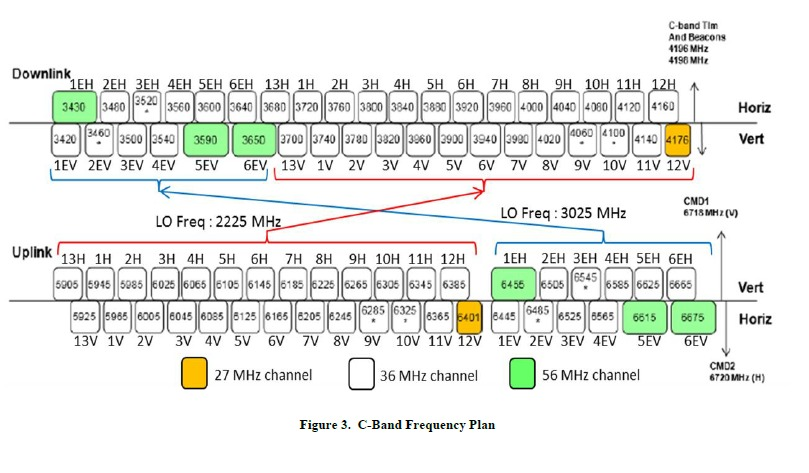 C-band Tlm
And Beacons
4196 MHz
4198 MHz
Downlink
1EH 2EH 3EH 4EH 5EH 6EH 13H 1H 2H 3H 4H 5H 6H 7H 8H 9H 10H 11H 12H
3430 3480 3520 * 3560 3600 3640 3680 3720 3760 3800 3840 3880 3920 3960 4000 4040 4080 4120 4160 Horiz
3420 3460 * 3500 3540 3590 3650 3700 3740 3780 3820 3860 3900 3940 3980 4020 4060 * 4100 * 4140 4176 Vert
1EV 2EV 3EV 4EV 5EV 6EV 13V 1V 2V 3V 4V 5V 6V 7V 8V 9V 10V 11V 12V
LO Freq : 2225 MHz
LO Freq : 3025 MHz
CMD1
6718 MHz (V)
Uplink
13H 1H 2H 3H 4H 5H 6H 7H 8H 9H 10H 11H 12H 1EH 2EH 3EH 4EH 5EH 6EH
5905 5945 5985 6025 6065 6105 6145 6185 6225 6265 6305 6345 6385 6455 6505 6545 * 6585 6625 6665 Vert
5925 5965 6005 6045 6085 6125 6165 6205 6245 6285 * 6325 * 6365 6401 6445 6485 * 6525 6565 6615 6675 Horiz
13V 1V 2V 3V 4V 5V 6V 7V 8V 9V 10V 11V 12V 1EV 2EV 3EV 4EV 5EV 6EV
CMD2
6720 MHz (H)
27 MHz channel 36 MHz channel 56 MHz channel
Figure 3. C-Band Frequency Plan